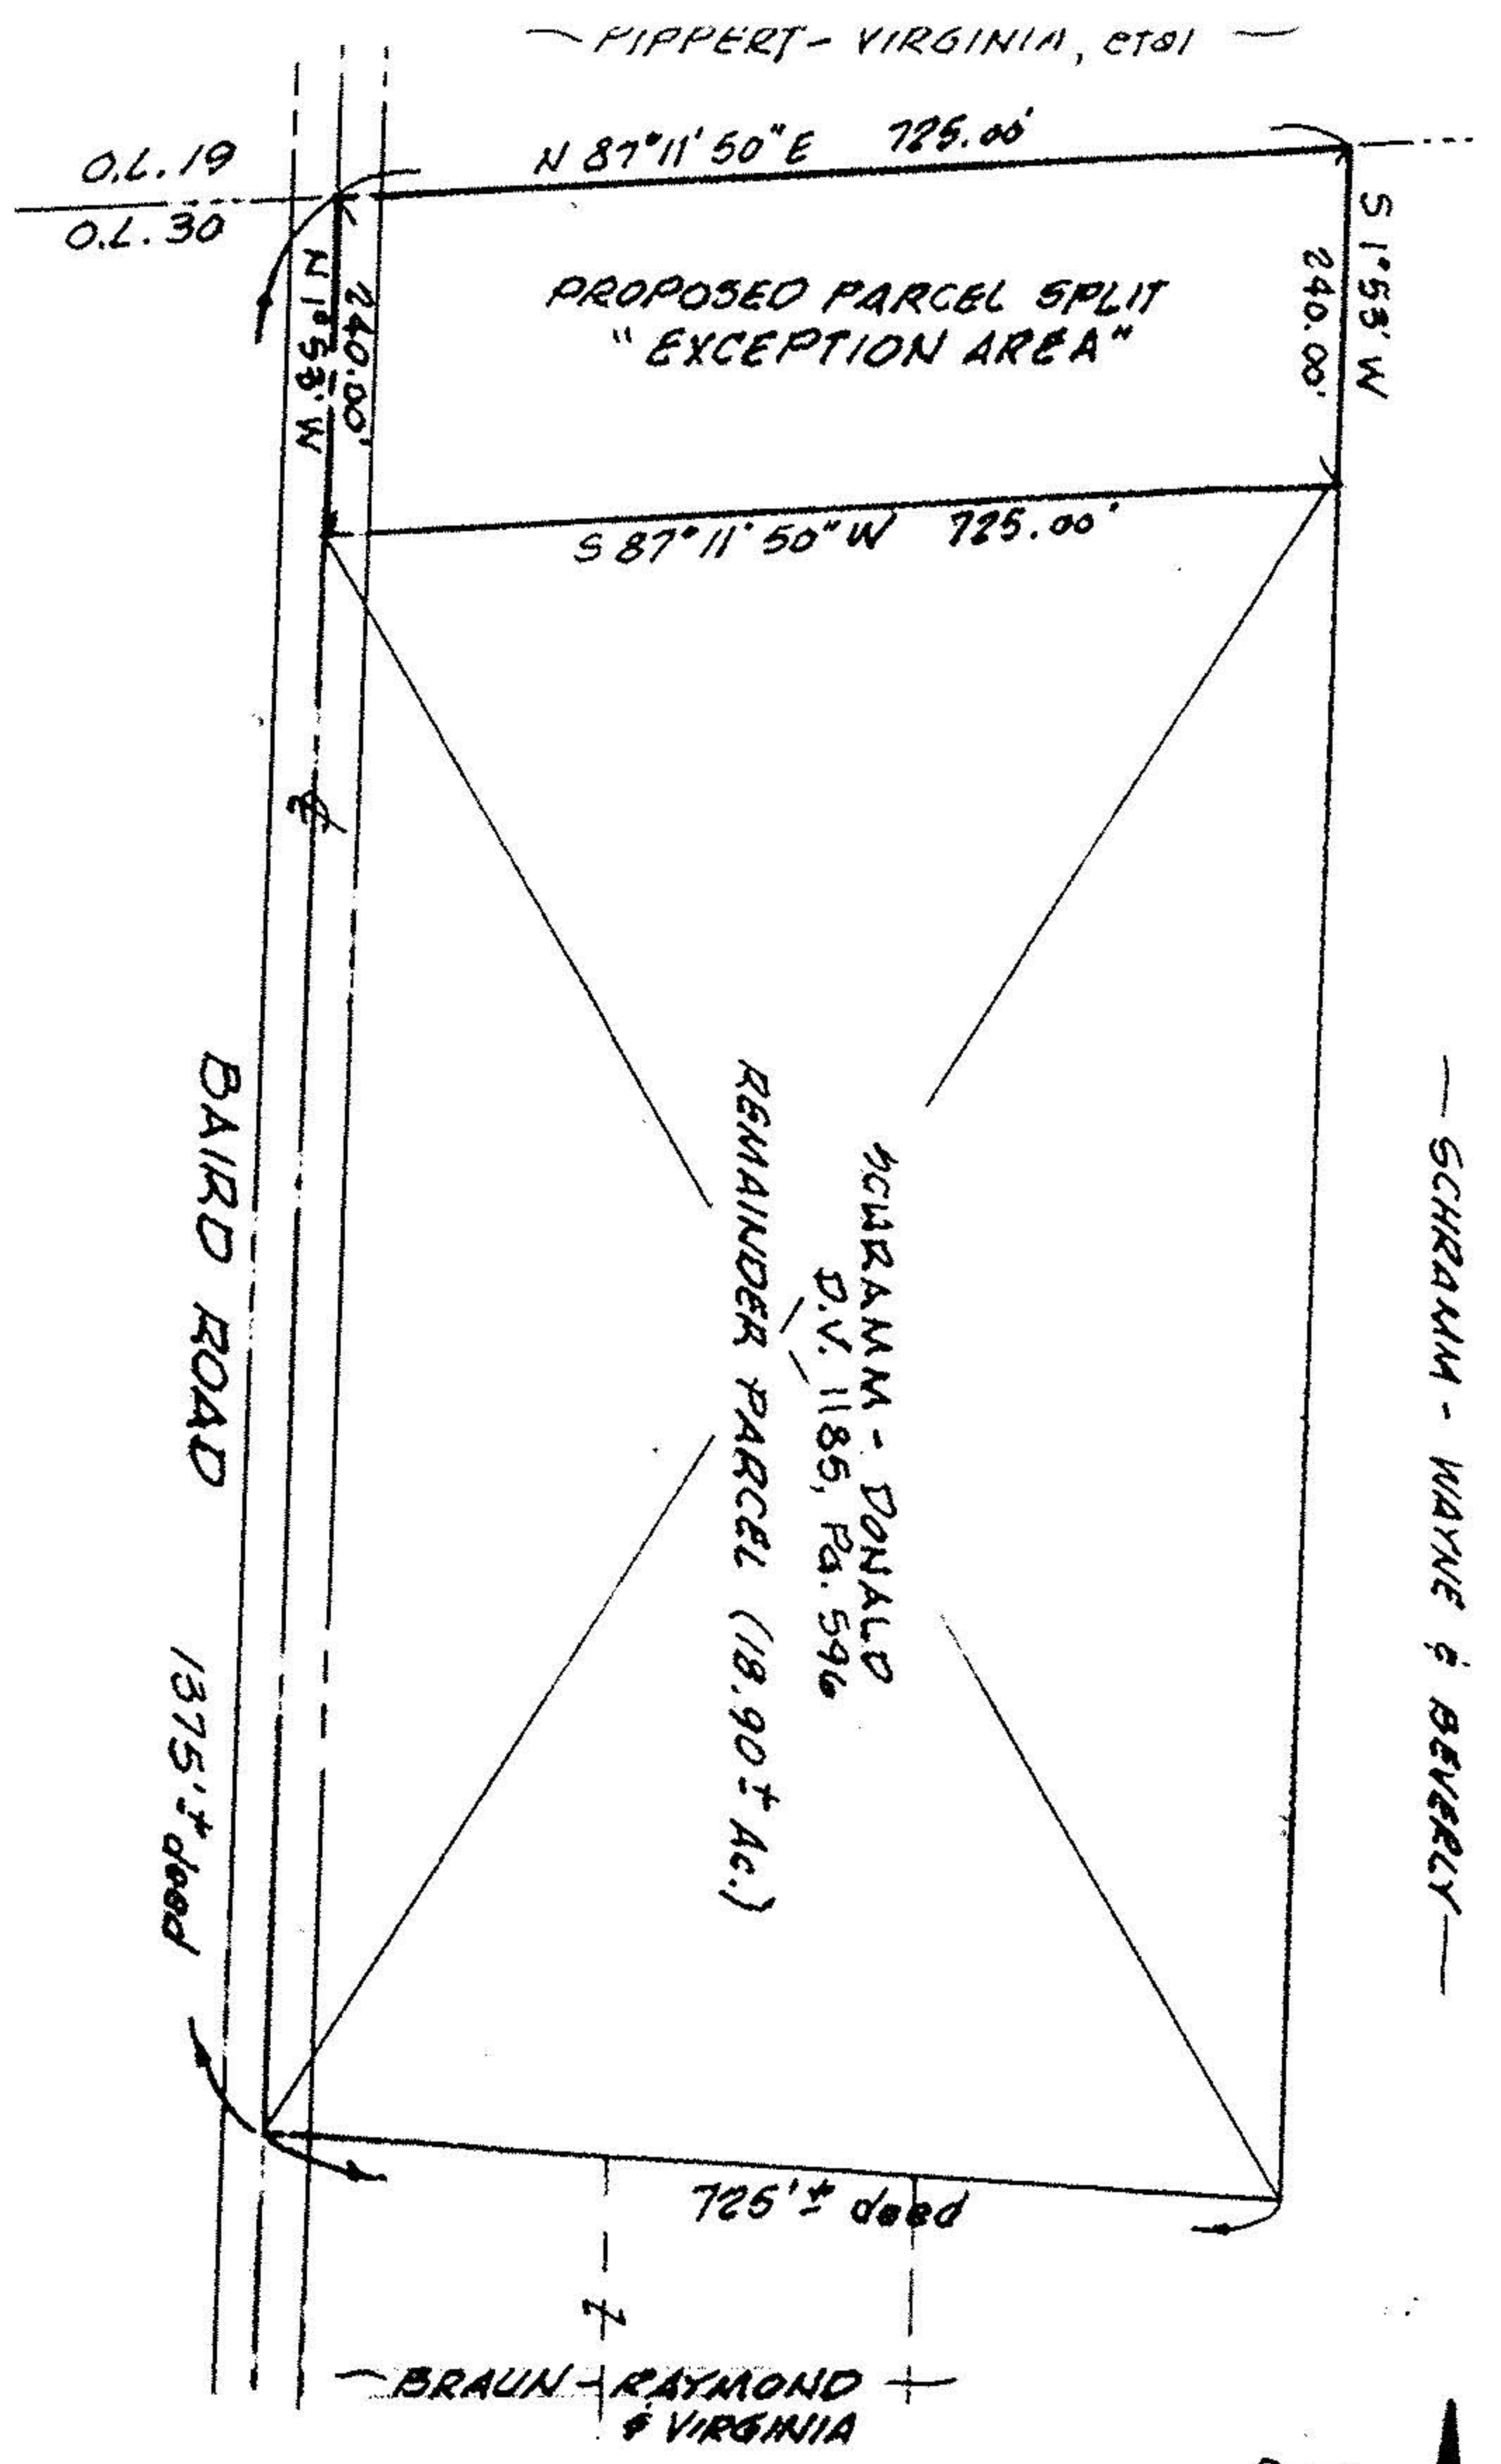 — PIPPERT - VIRGINIA, etal —
N 87° 11' 50" E 725.00'
O.L. 19
O.L. 30
N 1° 53' W
240.00'
S 1° 53' W
240.00'
PROPOSED PARCEL SPLIT
"EXCEPTION AREA"
S 87° 11' 50" W 725.00'
BAIRD ROAD
1375' ± deed
SCHRAMM - DONALD
D.V. 1185, PG. 596
REMAINDER PARCEL (18.90 ± AC.)
— SCHRAMM - WAYNE & BEVERLY —
725' ± deed
— BRAUN - RAYMOND —
& VIRGINIA